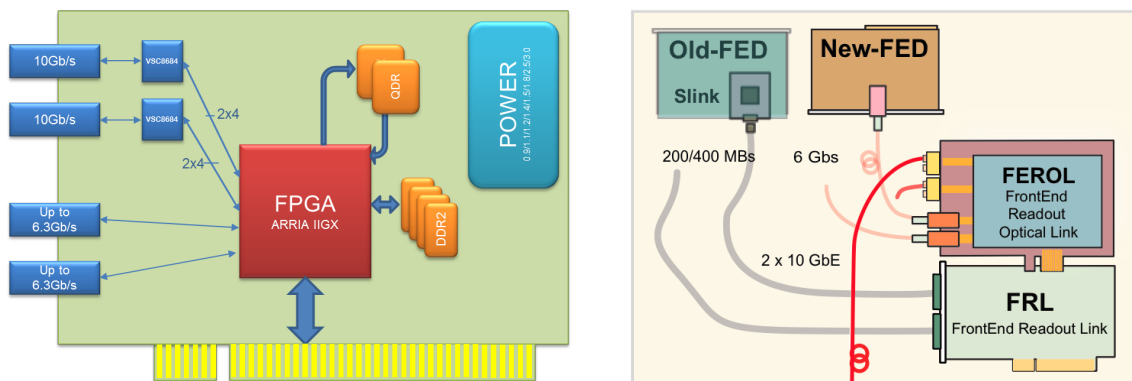 10Gb/s
VSC8684
10Gb/s
VSC8684
2x4
2x4
Up to
6.3Gb/s
Up to
6.3Gb/s
FPGA
ARRIA IIGX
QDR
DDR2
POWER
0.9/1.1/1.2/1.4/1.5/1.8/2.5/3.0
Old-FED
Slink
New-FED
200/400 MBs
6 Gbs
FEROL
FrontEnd
Readout
Optical Link
2 x 10 GbE
FRL
FrontEnd Readout Link